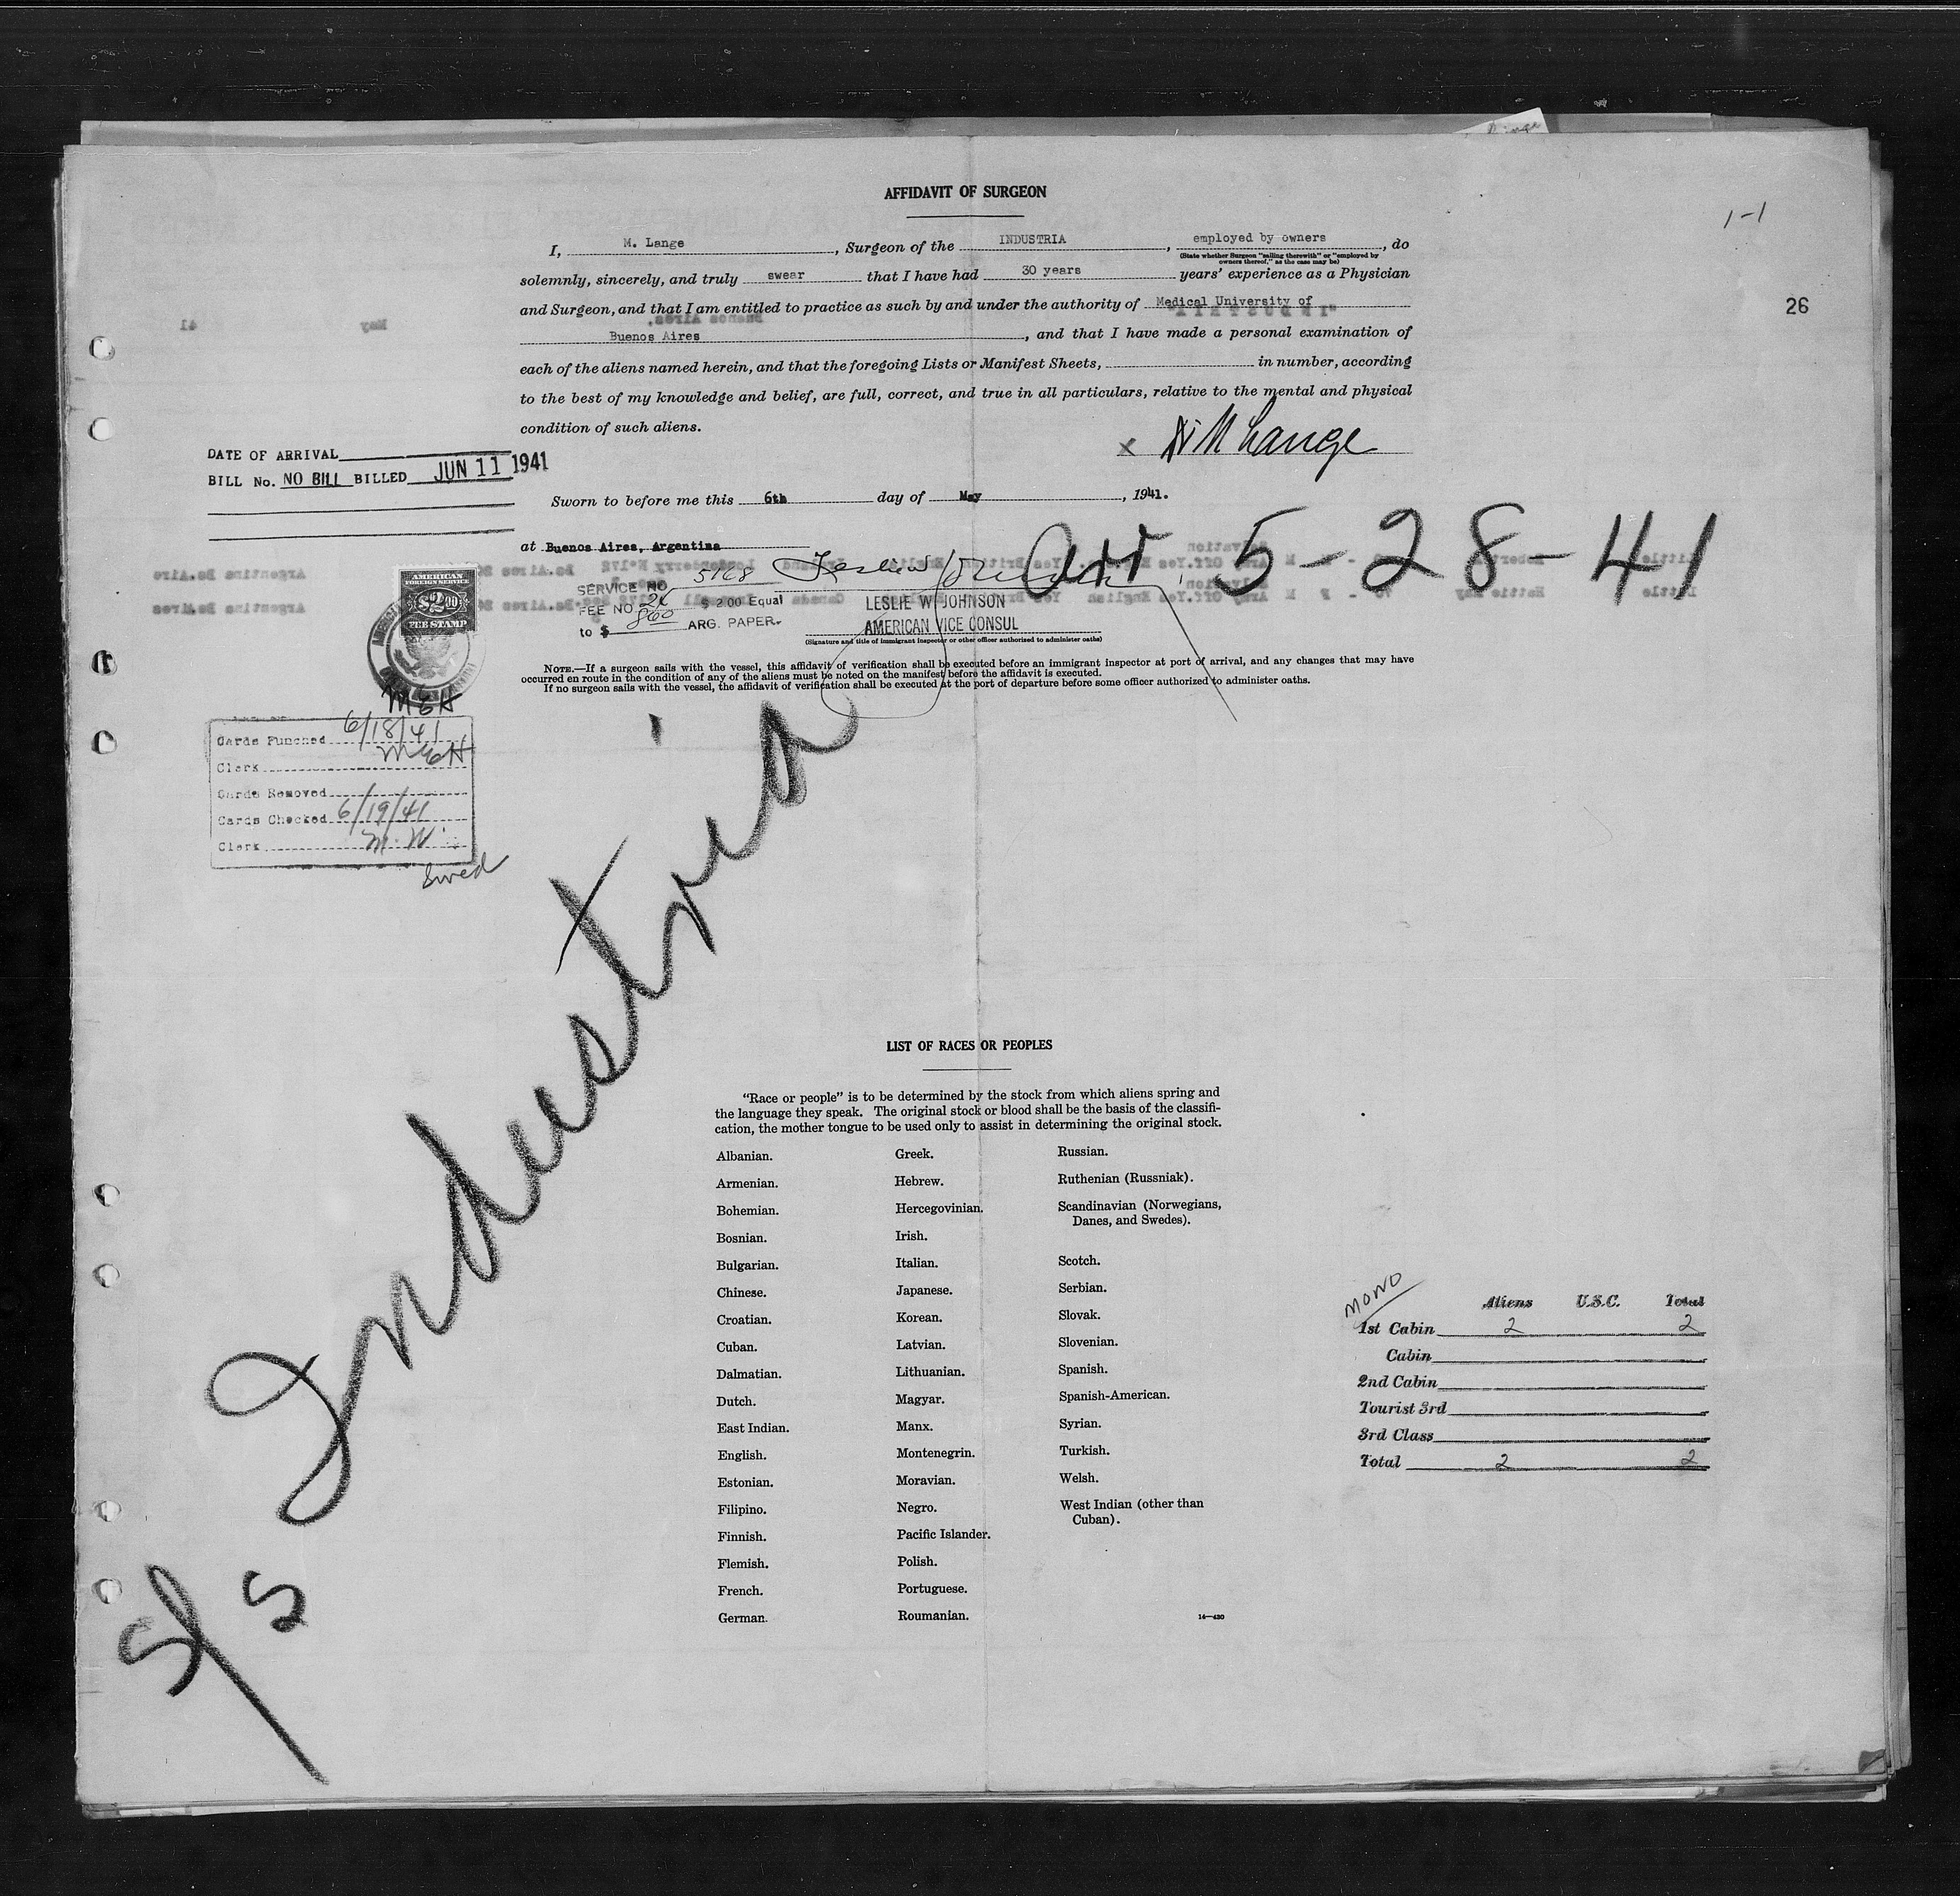 AFFIDAVIT OF SURGEON
1-1
I, M. Lange, Surgeon of the INDUSTRIA, employed by owners, do
(State whether Surgeon "sailing therewith" or "employed by
owners thereof," as the case may be)
solemnly, sincerely, and truly swear that I have had 30 years years' experience as a Physician
and Surgeon, and that I am entitled to practice as such by and under the authority of Medical University of
26
Buenos Aires, and that I have made a personal examination of
each of the aliens named herein, and that the foregoing Lists or Manifest Sheets, in number, according
to the best of my knowledge and belief, are full, correct, and true in all particulars, relative to the mental and physical
condition of such aliens.
x M Lange
DATE OF ARRIVAL
BILL No. NO BILL BILLED JUN 11 1941
Sworn to before me this 6th day of May, 1941.
at Buenos Aires, Argentina
Arr 5-28-41
SERVICE NO 5168
FEE NO 24 $ 2.00 Equal
to $ 860 ARG. PAPER.
LESLIE W JOHNSON
AMERICAN VICE CONSUL
(Signature and title of immigrant inspector or other officer authorized to administer oaths)
AMERICAN
FOREIGN SERVICE
$2.00
FEE STAMP
NOTE.—If a surgeon sails with the vessel, this affidavit of verification shall be executed before an immigrant inspector at port of arrival, and any changes that may have
occurred en route in the condition of any of the aliens must be noted on the manifest before the affidavit is executed.
If no surgeon sails with the vessel, the affidavit of verification shall be executed at the port of departure before some officer authorized to administer oaths.
MEH
Cards Punched 6/18/41
Clerk MEH
Cards Removed
Cards Checked 6/19/41
Clerk M.W.
Swed
S/S Industria
LIST OF RACES OR PEOPLES
"Race or people" is to be determined by the stock from which aliens spring and
the language they speak. The original stock or blood shall be the basis of the classifi-
cation, the mother tongue to be used only to assist in determining the original stock.
Albanian.
Armenian.
Bohemian.
Bosnian.
Bulgarian.
Chinese.
Croatian.
Cuban.
Dalmatian.
Dutch.
East Indian.
English.
Estonian.
Filipino.
Finnish.
Flemish.
French.
German.
Greek.
Hebrew.
Hercegovinian.
Irish.
Italian.
Japanese.
Korean.
Latvian.
Lithuanian.
Magyar.
Manx.
Montenegrin.
Moravian.
Negro.
Pacific Islander.
Polish.
Portuguese.
Roumanian.
Russian.
Ruthenian (Russniak).
Scandinavian (Norwegians,
Danes, and Swedes).
Scotch.
Serbian.
Slovak.
Slovenian.
Spanish.
Spanish-American.
Syrian.
Turkish.
Welsh.
West Indian (other than
Cuban).
14—430
MONO
Aliens U.S.C. Total
1st Cabin 2 2
Cabin
2nd Cabin
Tourist 3rd
3rd Class
Total 2 2